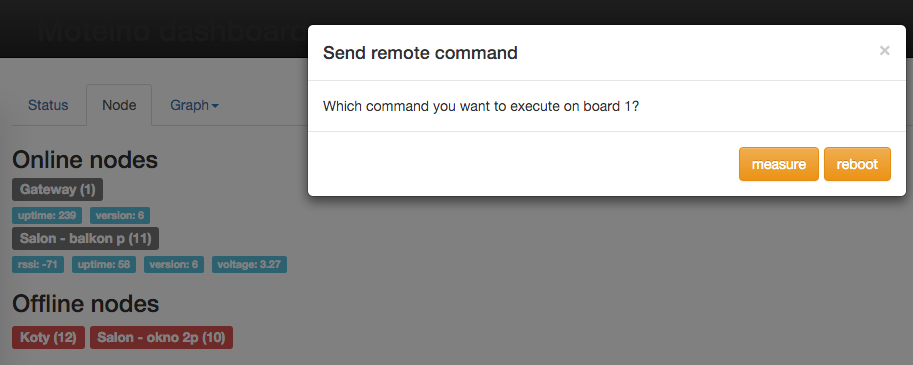 Moteino dashboard
Send remote command ×
Which command you want to execute on board 1?
measure reboot
Status Node Graph
Online nodes
Gateway (1)
uptime: 239 version: 6
Salon - balkon p (11)
rssi: -71 uptime: 58 version: 6 voltage: 3.27
Offline nodes
Koty (12) Salon - okno 2p (10)